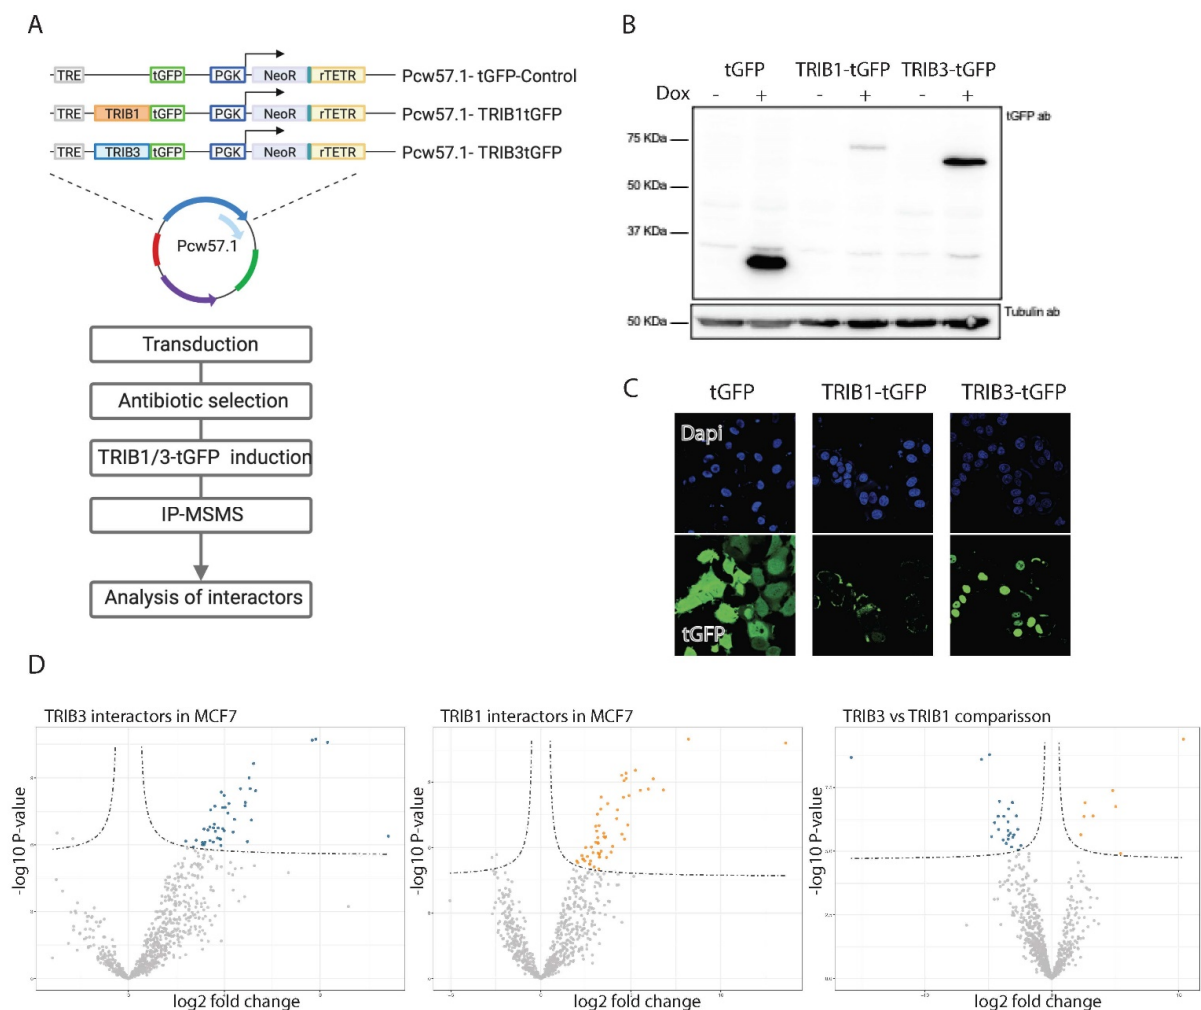 A
TRE tGFP PGK NeoR rTETR Pcw57.1- tGFP-Control
TRE TRIB1 tGFP PGK NeoR rTETR Pcw57.1- TRIB1tGFP
TRE TRIB3 tGFP PGK NeoR rTETR Pcw57.1- TRIB3tGFP
Pcw57.1
Transduction
Antibiotic selection
TRIB1/3-tGFP induction
IP-MSMS
Analysis of interactors
B
tGFP TRIB1-tGFP TRIB3-tGFP
Dox - + - + - +
tGFP ab
75 KDa
50 KDa
37 KDa
Tubulin ab
50 KDa
C
tGFP TRIB1-tGFP TRIB3-tGFP
Dapi
tGFP
D
TRIB3 interactors in MCF7
-log10 P-value
log2 fold change
TRIB1 interactors in MCF7
-log10 P-value
log2 fold change
TRIB3 vs TRIB1 comparisson
-log10 P-value
log2 fold change